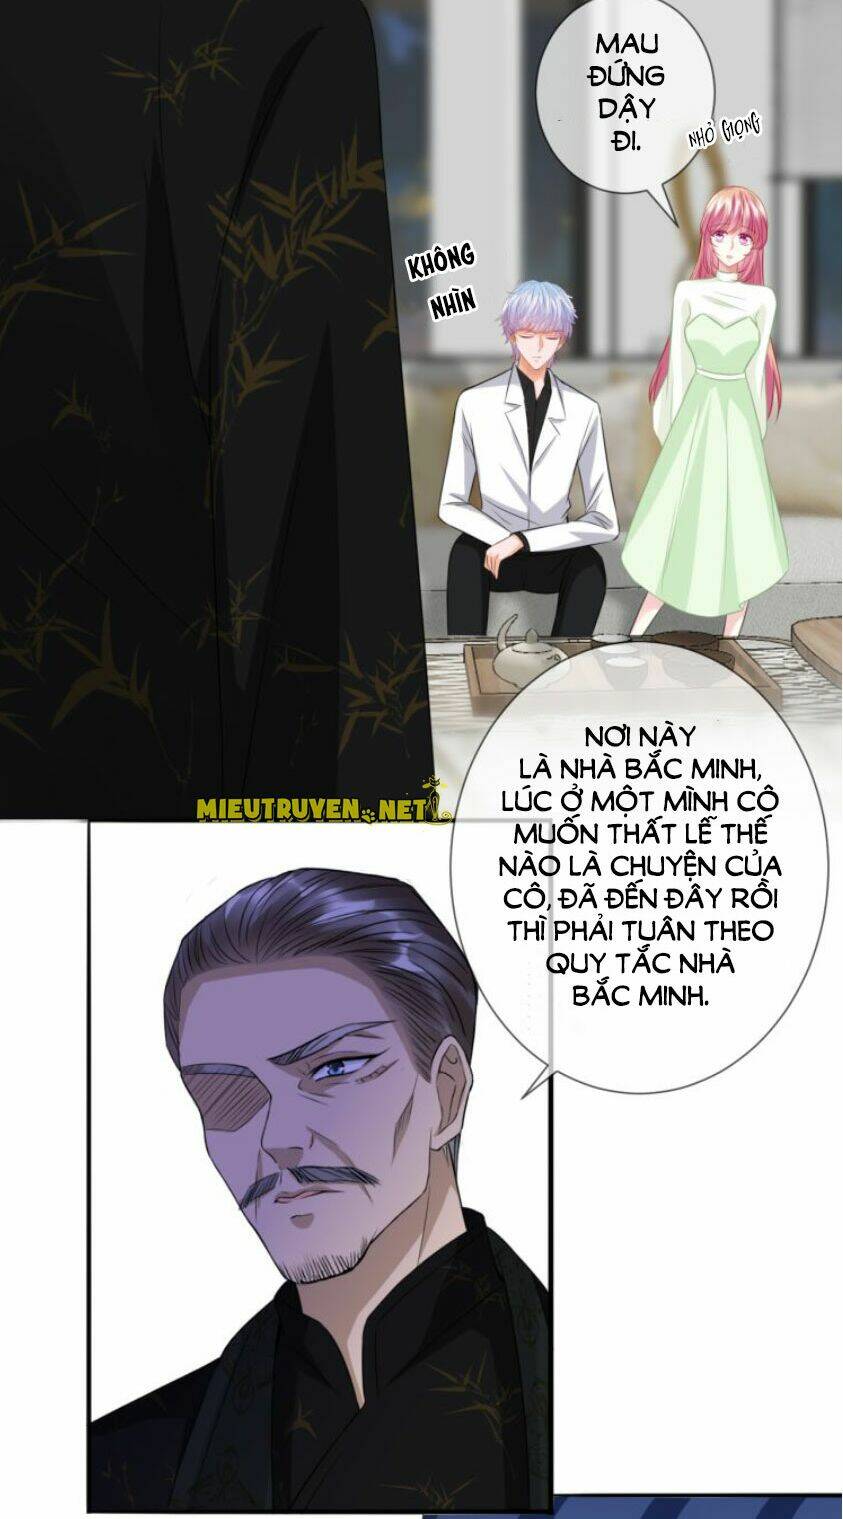 MAU
ĐỨNG
DẬY
ĐI.
NHỎ GIỌNG
KHÔNG
NHÌN
NƠI NÀY
LÀ NHÀ BẮC MINH,
LÚC Ở MỘT MÌNH CÔ
MUỐN THẤT LỄ THẾ
NÀO LÀ CHUYỆN CỦA
CÔ, ĐÃ ĐẾN ĐÂY RỒI
THÌ PHẢI TUÂN THEO
QUY TẮC NHÀ
BẮC MINH.
MIEUTRUYEN.NET